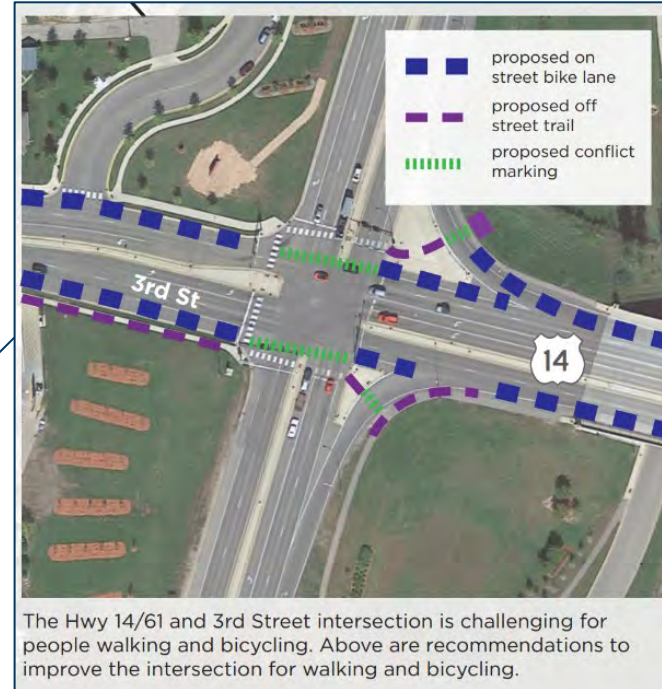 proposed on
street bike lane
proposed off
street trail
proposed conflict
marking
3rd St
14
The Hwy 14/61 and 3rd Street intersection is challenging for
people walking and bicycling. Above are recommendations to
improve the intersection for walking and bicycling.